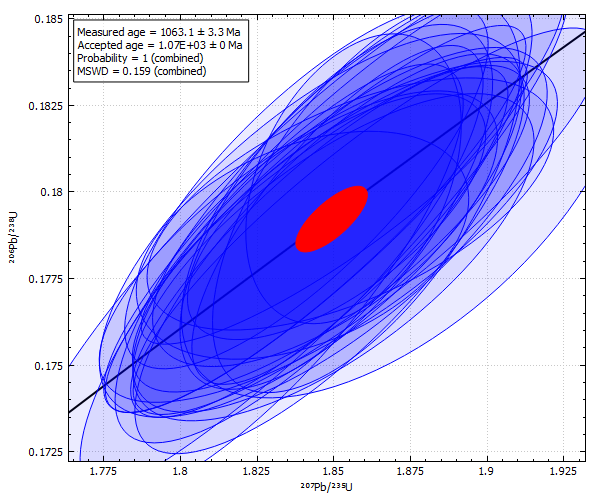 Measured age = 1063.1 ± 3.3 Ma
Accepted age = 1.07E+03 ± 0 Ma
Probability = 1 (combined)
MSWD = 0.159 (combined)
0.185
0.1825
0.18
0.1775
0.175
0.1725
²⁰⁶Pb/²³⁸U
1.775 1.8 1.825 1.85 1.875 1.9 1.925
²⁰⁷Pb/²³⁵U